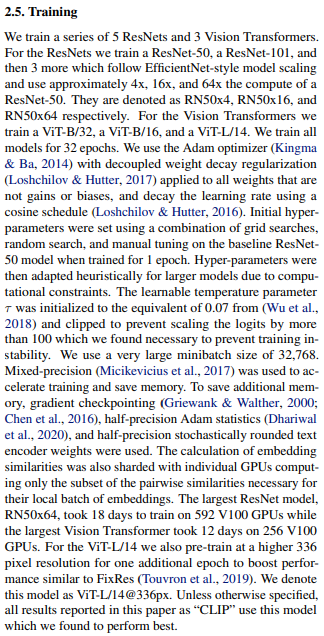 2.5. Training
We train a series of 5 ResNets and 3 Vision Transformers.
For the ResNets we train a ResNet-50, a ResNet-101, and
then 3 more which follow EfficientNet-style model scaling
and use approximately 4x, 16x, and 64x the compute of a
ResNet-50. They are denoted as RN50x4, RN50x16, and
RN50x64 respectively. For the Vision Transformers we
train a ViT-B/32, a ViT-B/16, and a ViT-L/14. We train all
models for 32 epochs. We use the Adam optimizer (Kingma
& Ba, 2014) with decoupled weight decay regularization
(Loshchilov & Hutter, 2017) applied to all weights that are
not gains or biases, and decay the learning rate using a
cosine schedule (Loshchilov & Hutter, 2016). Initial hyper-
parameters were set using a combination of grid searches,
random search, and manual tuning on the baseline ResNet-
50 model when trained for 1 epoch. Hyper-parameters were
then adapted heuristically for larger models due to compu-
tational constraints. The learnable temperature parameter
τ was initialized to the equivalent of 0.07 from (Wu et al.,
2018) and clipped to prevent scaling the logits by more
than 100 which we found necessary to prevent training in-
stability. We use a very large minibatch size of 32,768.
Mixed-precision (Micikevicius et al., 2017) was used to ac-
celerate training and save memory. To save additional mem-
ory, gradient checkpointing (Griewank & Walther, 2000;
Chen et al., 2016), half-precision Adam statistics (Dhariwal
et al., 2020), and half-precision stochastically rounded text
encoder weights were used. The calculation of embedding
similarities was also sharded with individual GPUs comput-
ing only the subset of the pairwise similarities necessary for
their local batch of embeddings. The largest ResNet model,
RN50x64, took 18 days to train on 592 V100 GPUs while
the largest Vision Transformer took 12 days on 256 V100
GPUs. For the ViT-L/14 we also pre-train at a higher 336
pixel resolution for one additional epoch to boost perfor-
mance similar to FixRes (Touvron et al., 2019). We denote
this model as ViT-L/14@336px. Unless otherwise specified,
all results reported in this paper as “CLIP” use this model
which we found to perform best.